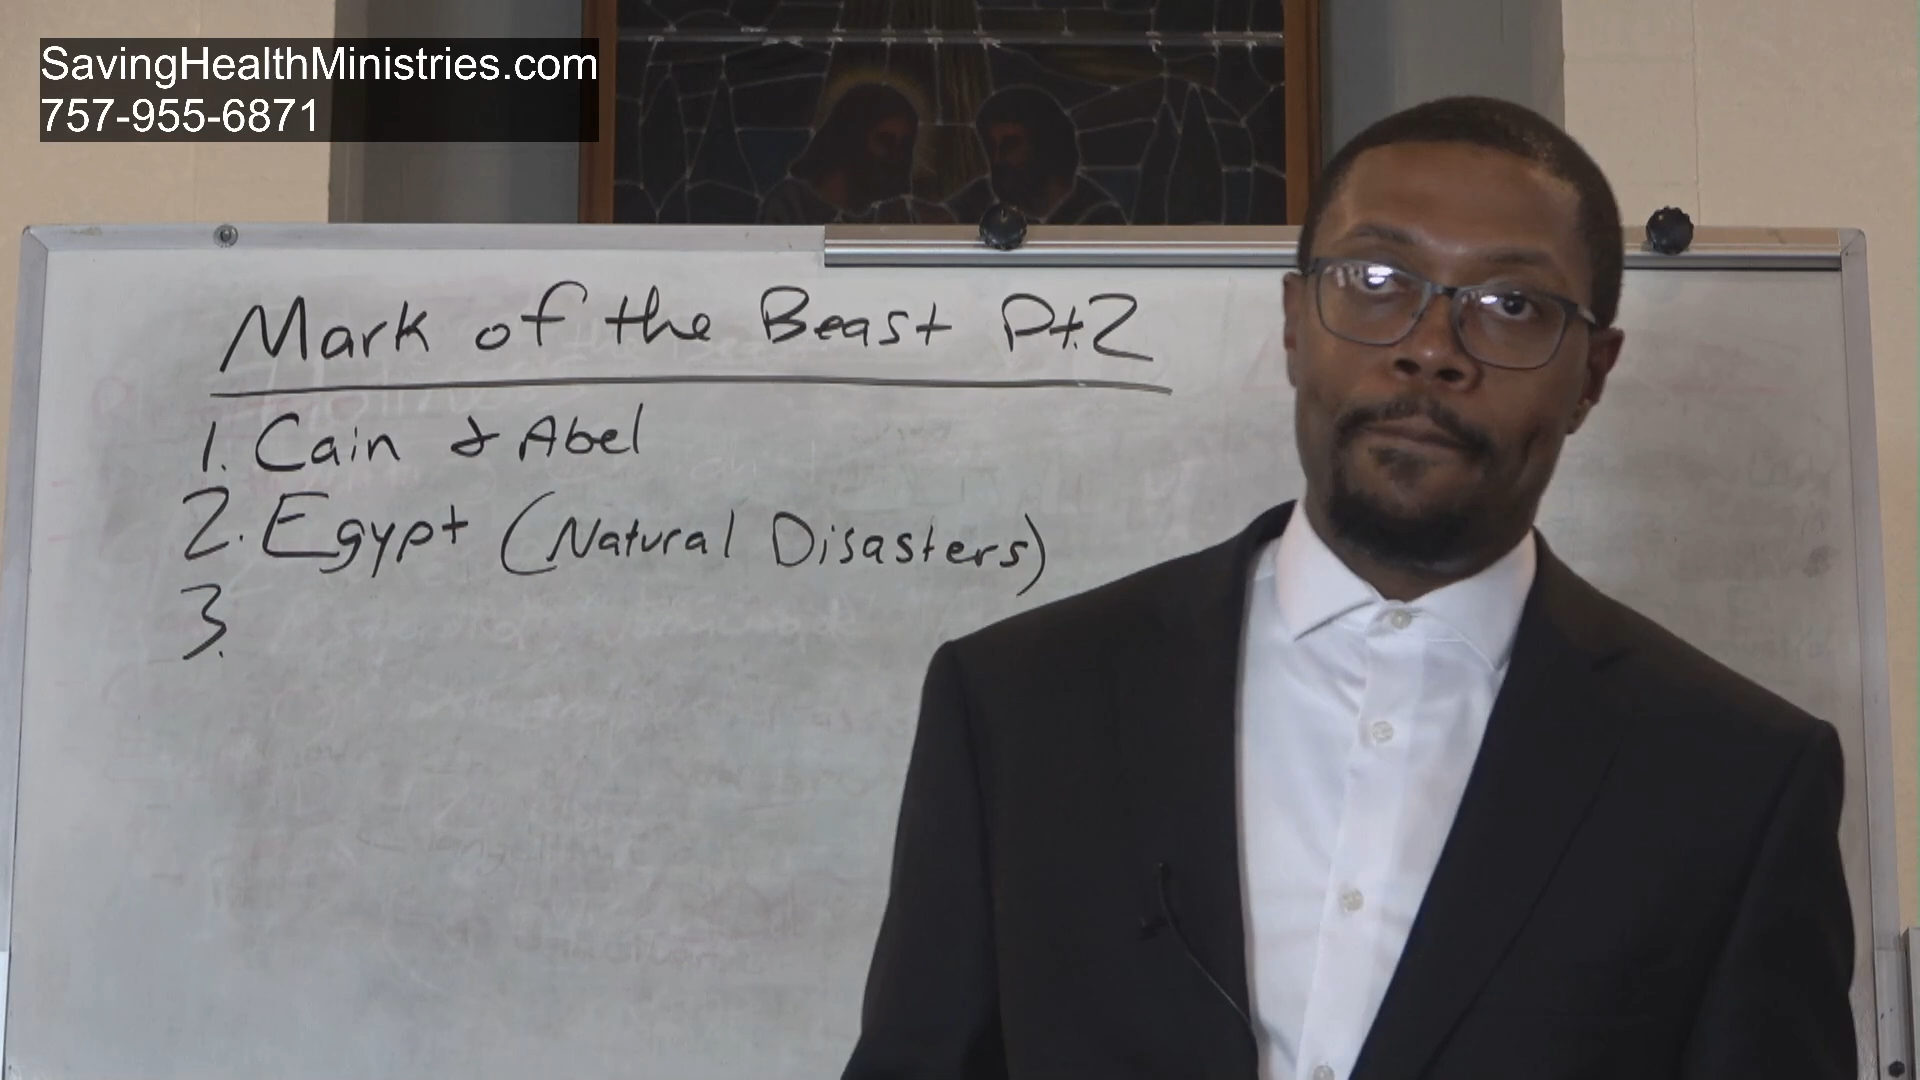 SavingHealthMinistries.com
757-955-6871
Mark of the Beast Pt.2
1. Cain & Abel
2. Egypt (Natural Disasters)
3.